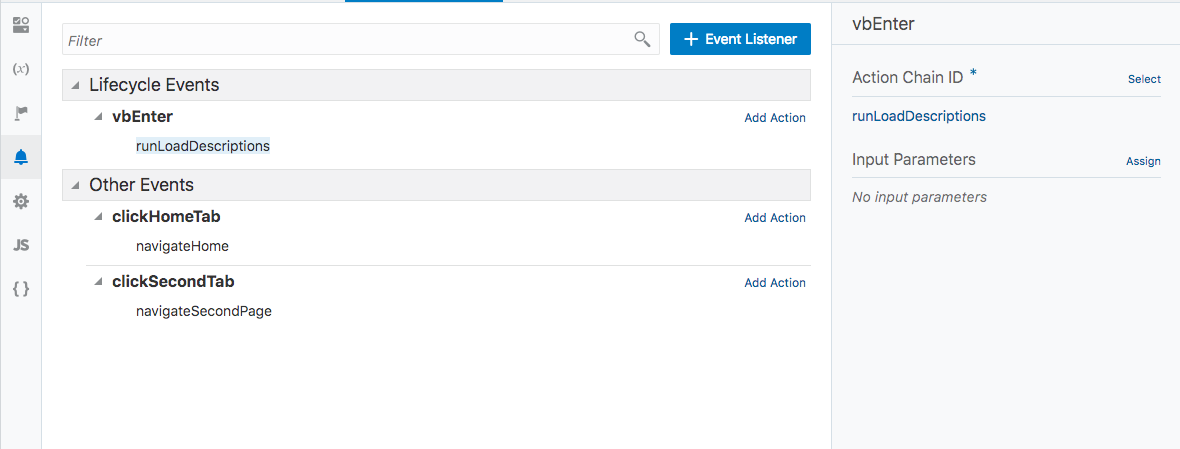 Filter
+ Event Listener
Lifecycle Events
vbEnter
Add Action
runLoadDescriptions
Other Events
clickHomeTab
Add Action
navigateHome
clickSecondTab
Add Action
navigateSecondPage
(x)
JS
{ }
vbEnter
Action Chain ID *
Select
runLoadDescriptions
Input Parameters
Assign
No input parameters